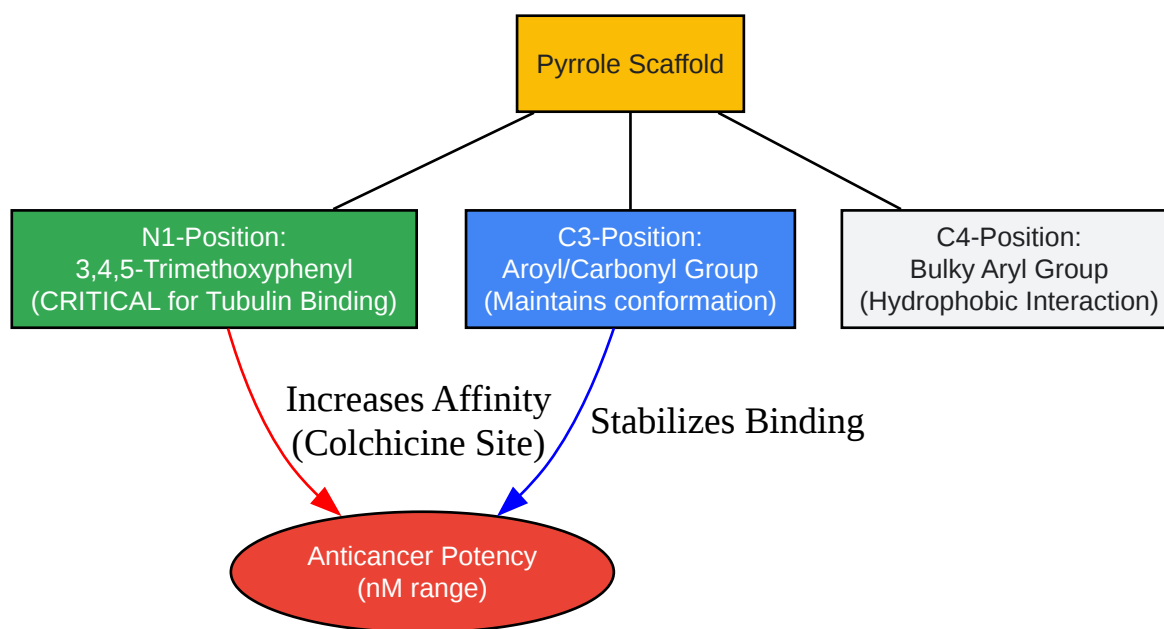 Pyrrole Scaffold
N1-Position:
3,4,5-Trimethoxyphenyl
(CRITICAL for Tubulin Binding)
C3-Position:
Aroyl/Carbonyl Group
(Maintains conformation)
C4-Position:
Bulky Aryl Group
(Hydrophobic Interaction)
Increases Affinity
(Colchicine Site)
Stabilizes Binding
Anticancer Potency
(nM range)